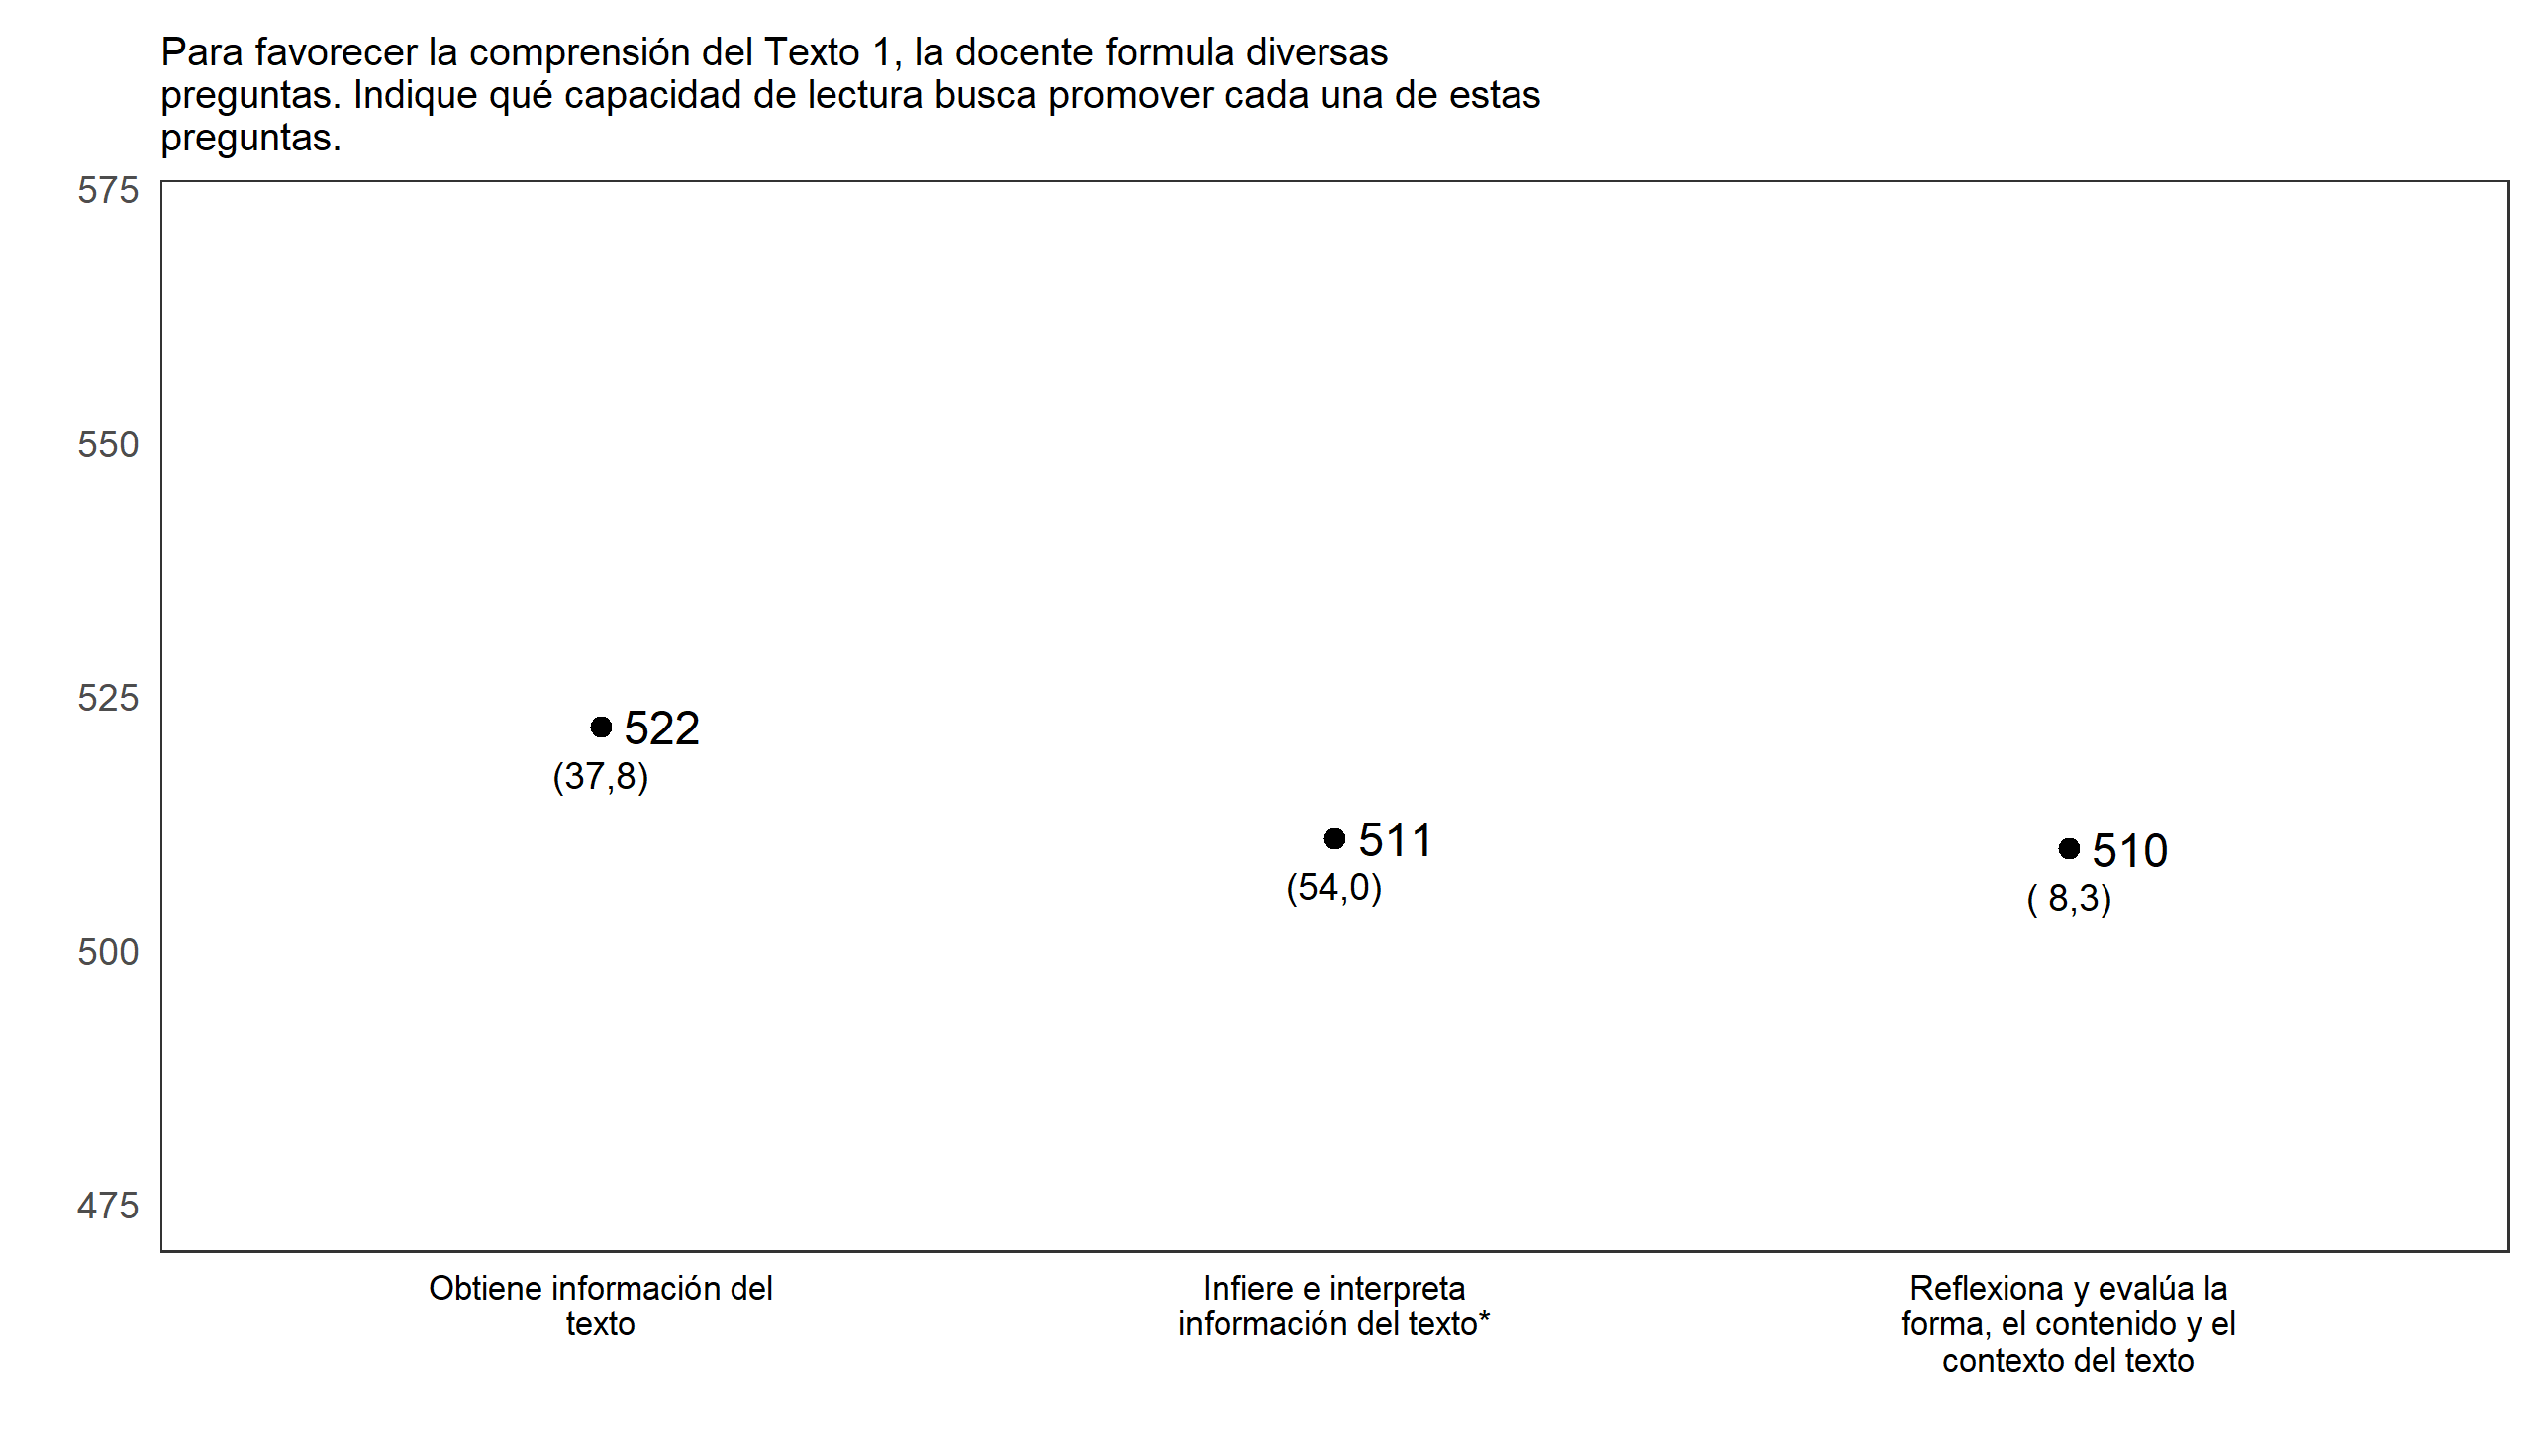 Para favorecer la comprensión del Texto 1, la docente formula diversas
preguntas. Indique qué capacidad de lectura busca promover cada una de estas
preguntas.
575
550
525
500
475
522
(37,8)
511
(54,0)
510
( 8,3)
Obtiene información del
texto
Infiere e interpreta
información del texto*
Reflexiona y evalúa la
forma, el contenido y el
contexto del texto